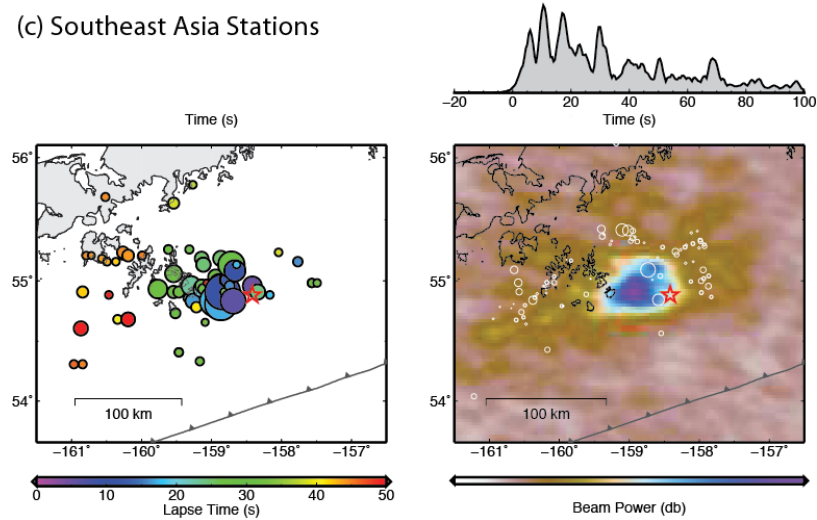 (c) Southeast Asia Stations
−20 0 20 40 60 80 100
Time (s)
Time (s)
56˚
55˚
54˚
100 km
−161˚ −160˚ −159˚ −158˚ −157˚
0 10 20 30 40 50
Lapse Time (s)
56˚
55˚
54˚
100 km
−161˚ −160˚ −159˚ −158˚ −157˚
Beam Power (db)